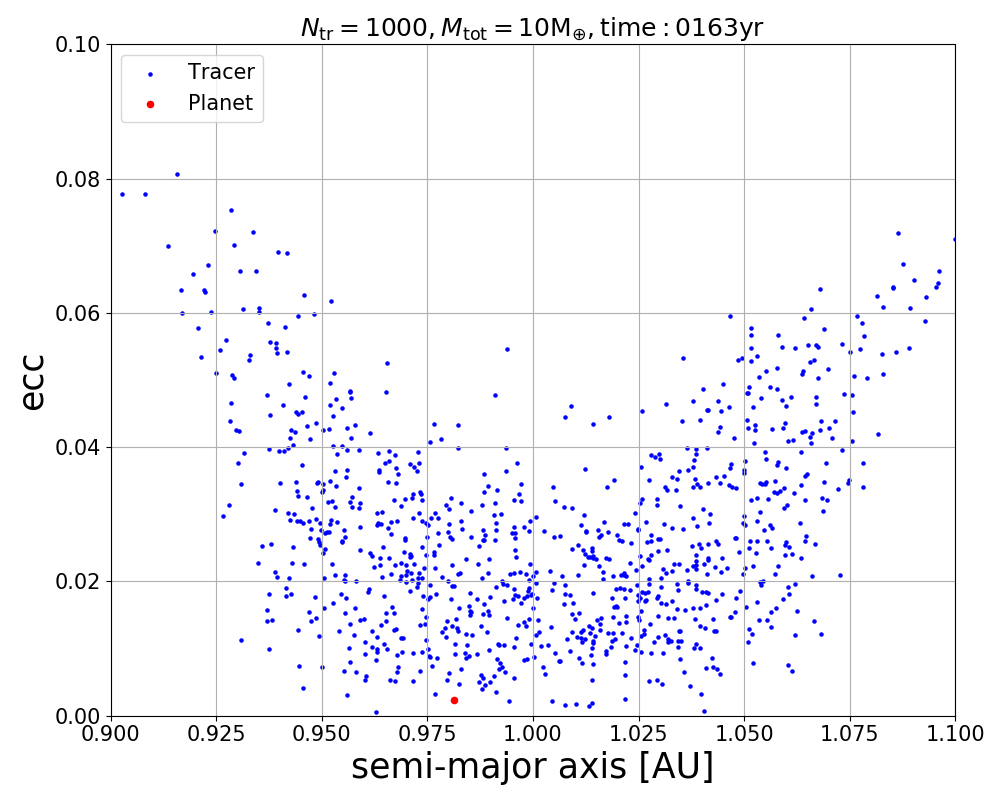 N_tr = 1000, M_tot = 10M_⊕, time : 0163yr
Tracer
Planet
0.10
0.08
0.06
0.04
0.02
0.00
ecc
0.900 0.925 0.950 0.975 1.000 1.025 1.050 1.075 1.100
semi-major axis [AU]